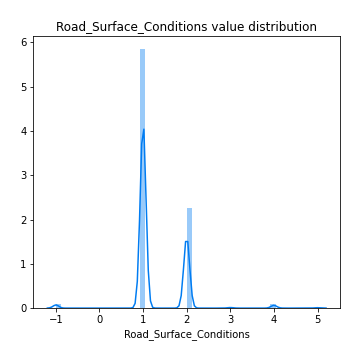 Road_Surface_Conditions value distribution
6
5
4
3
2
1
0
−1 0 1 2 3 4 5
Road_Surface_Conditions